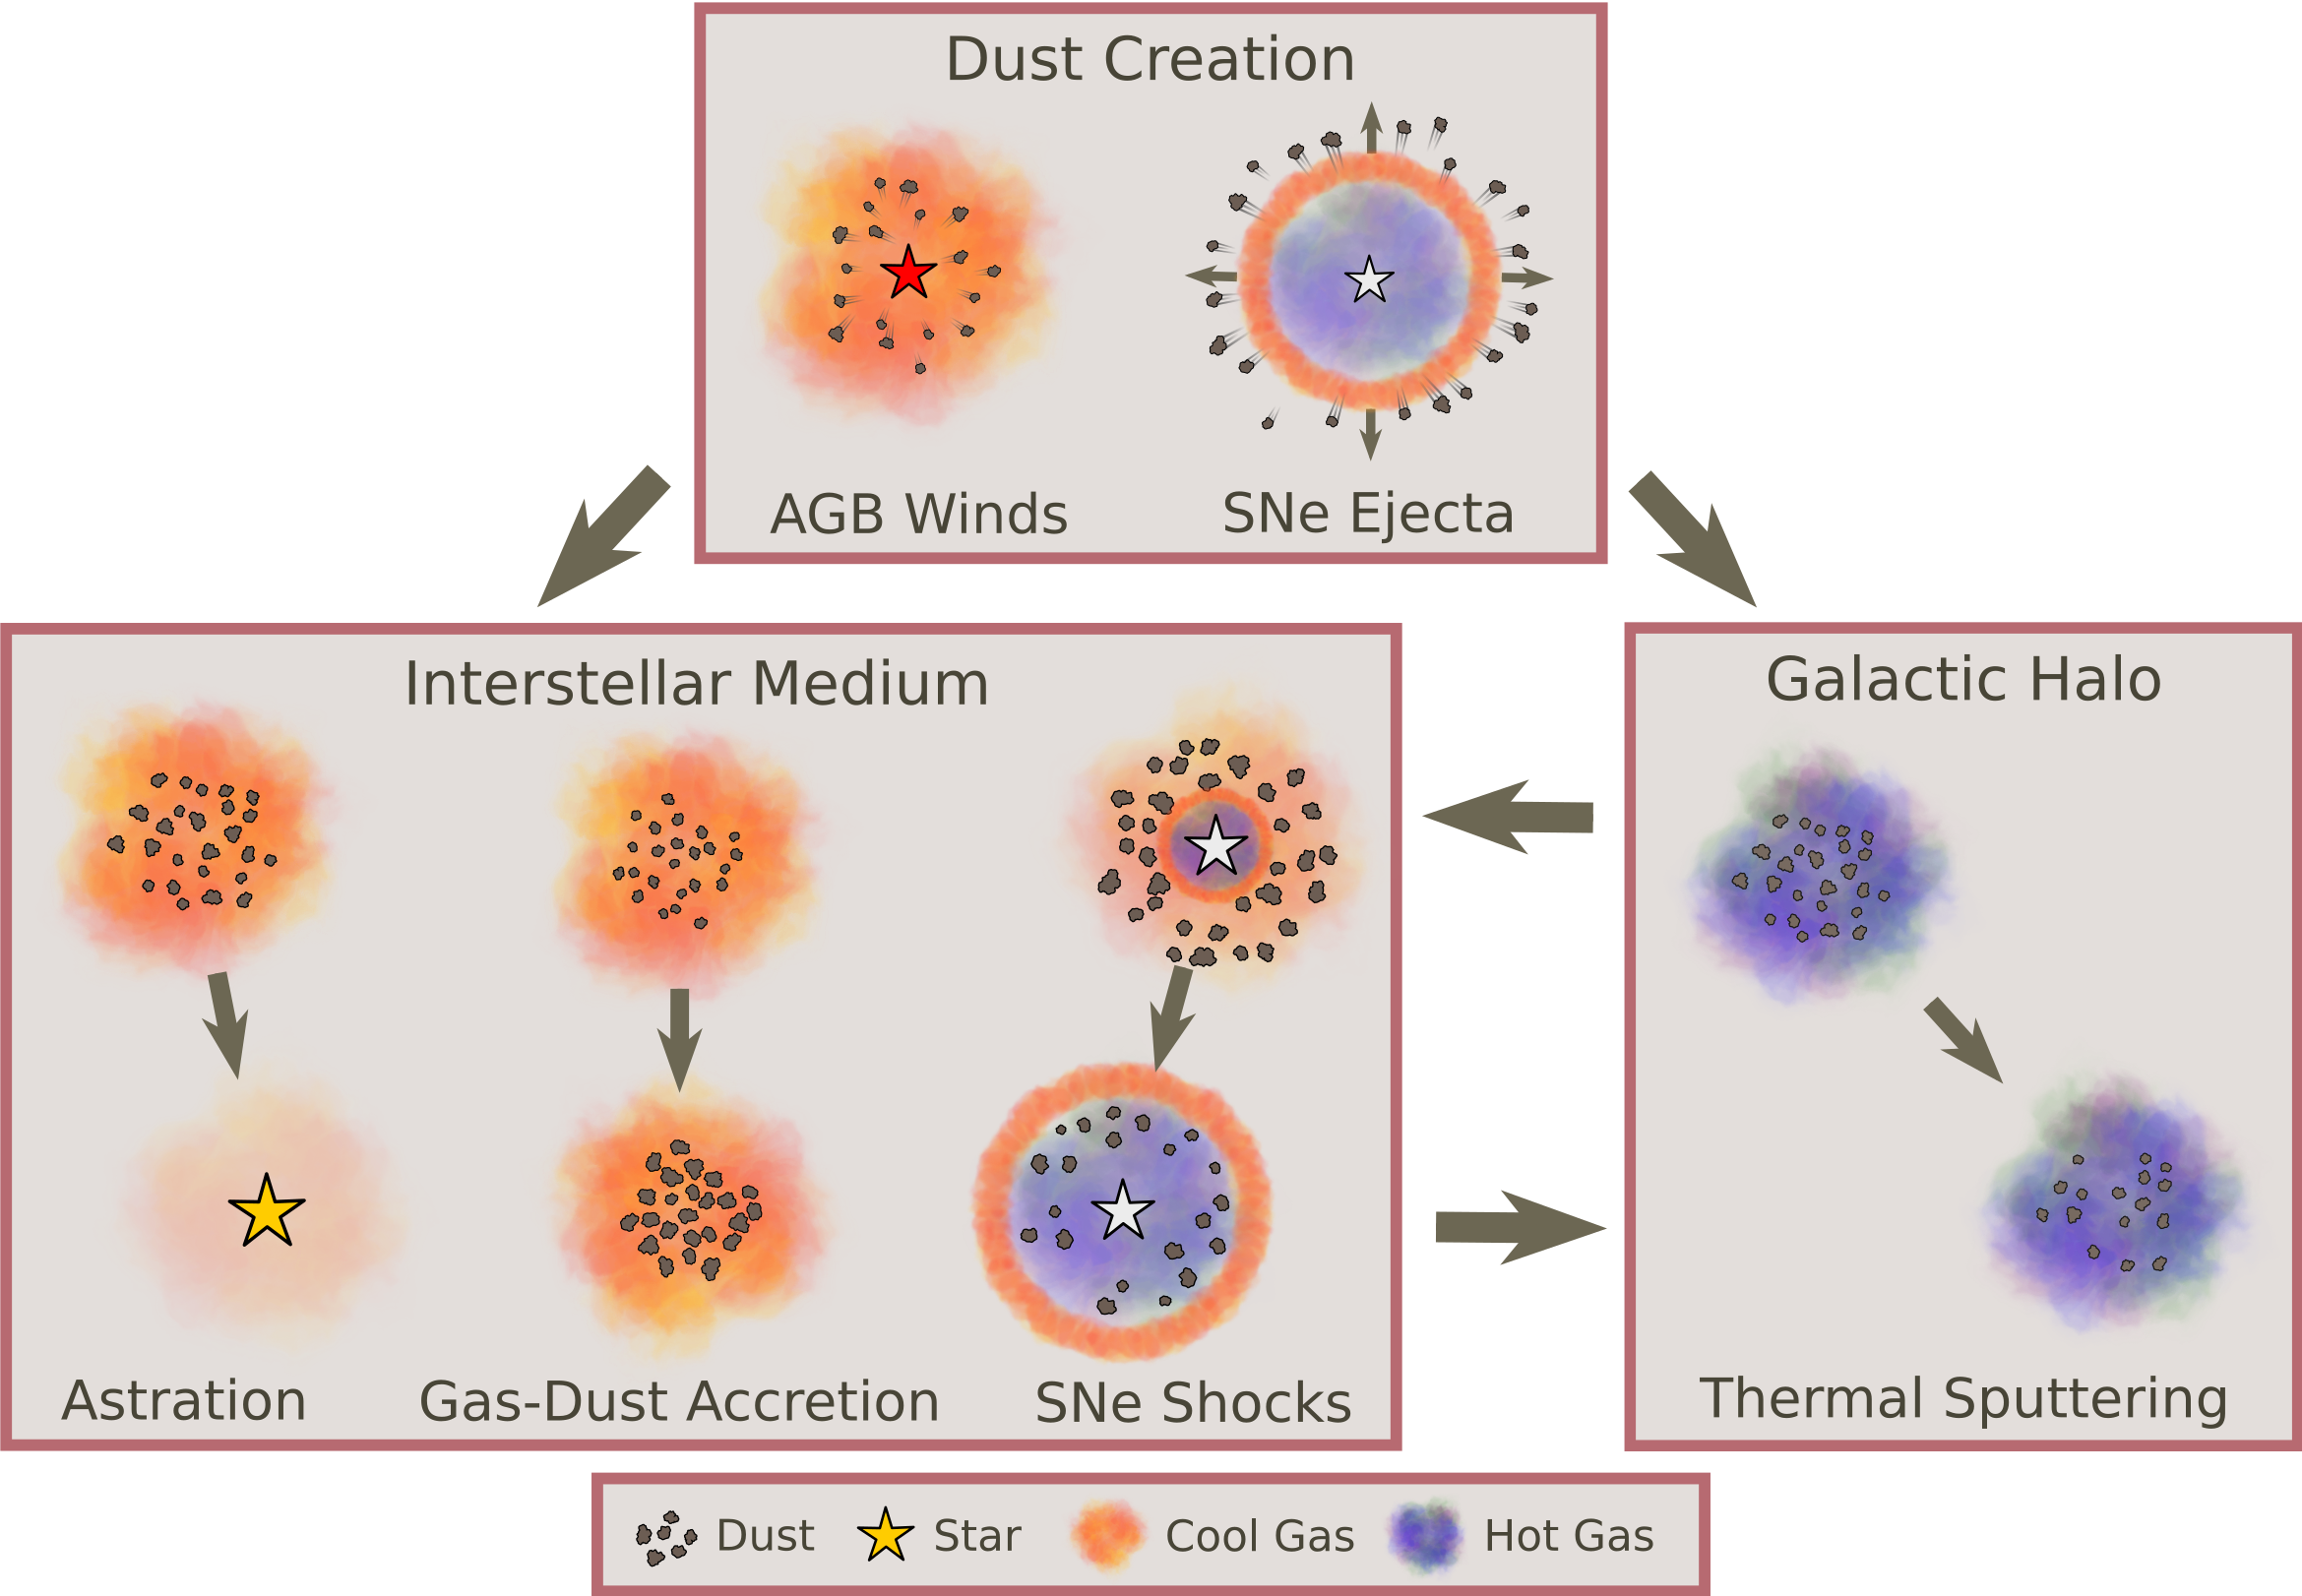 Dust Creation
AGB Winds
SNe Ejecta
Interstellar Medium
Astration
Gas-Dust Accretion
SNe Shocks
Galactic Halo
Thermal Sputtering
Dust
Star
Cool Gas
Hot Gas